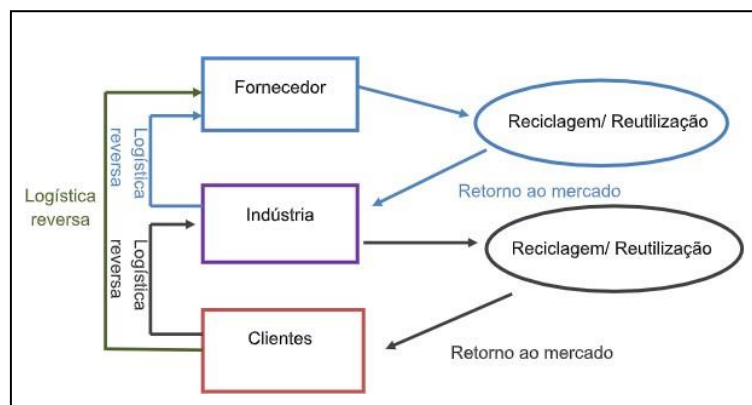 Fornecedor
Reciclagem/ Reutilização
Logística
reversa
Logística
reversa
Retorno ao mercado
Indústria
Reciclagem/ Reutilização
Logística
reversa
Clientes
Retorno ao mercado